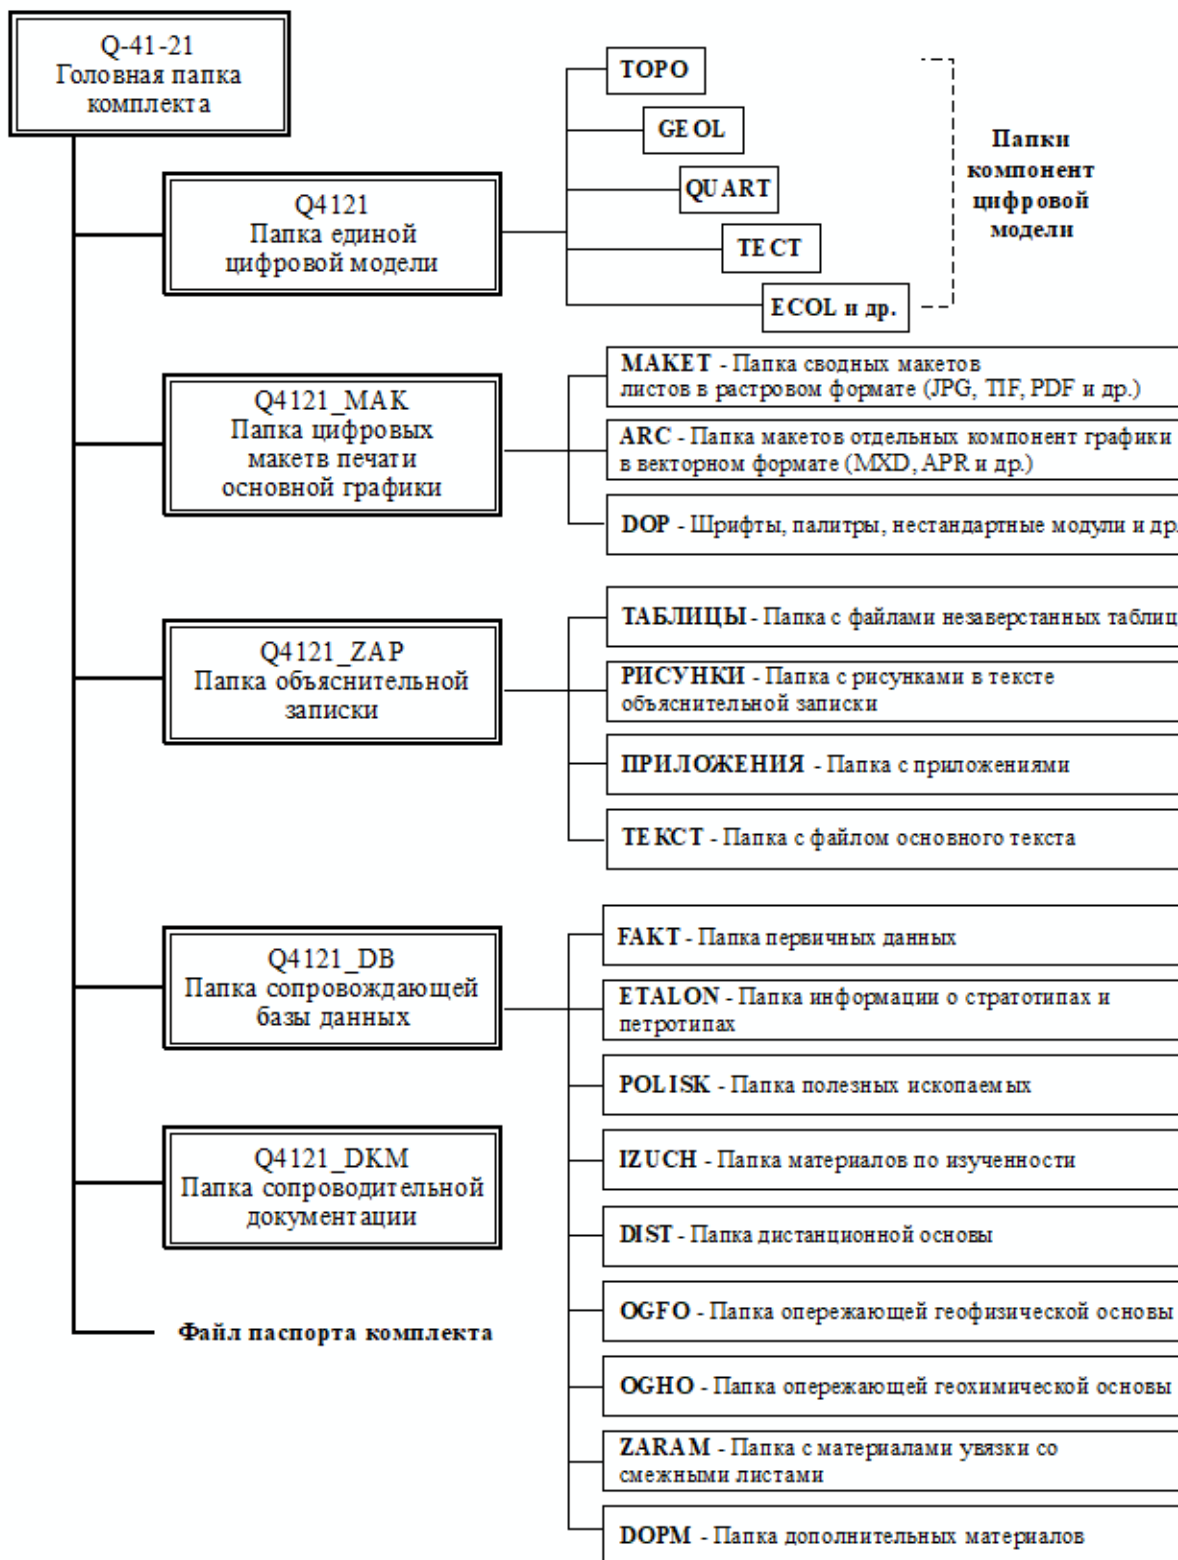 Q-41-21
Головная папка
комплекта
Q4121
Папка единой
цифровой модели
TOPO
GEOL
QUART
TECT
ECOL и др.
Папки
компонент
цифровой
модели
Q4121_MAK
Папка цифровых
макетв печати
основной графики
MAKET - Папка сводных макетов
листов в растровом формате (JPG, TIF, PDF и др.)
ARC - Папка макетов отдельных компонент графики
в векторном формате (MXD, APR и др.)
DOP - Шрифты, палитры, нестандартные модули и др.
Q4121_ZAP
Папка объяснительной
записки
ТАБЛИЦЫ - Папка с файлами незаверстанных таблиц
РИСУНКИ - Папка с рисунками в тексте
объяснительной записки
ПРИЛОЖЕНИЯ - Папка с приложениями
ТЕКСТ - Папка с файлом основного текста
Q4121_DB
Папка сопровождающей
базы данных
FAKT - Папка первичных данных
ETALON - Папка информации о стратотипах и
петротипах
POLISK - Папка полезных ископаемых
IZUCH - Папка материалов по изученности
DIST - Папка дистанционной основы
OGFO - Папка опережающей геофизической основы
OGHO - Папка опережающей геохимической основы
ZARAM - Папка с материалами увязки со
смежными листами
DOPM - Папка дополнительных материалов
Q4121_DKM
Папка сопроводительной
документации
Файл паспорта комплекта